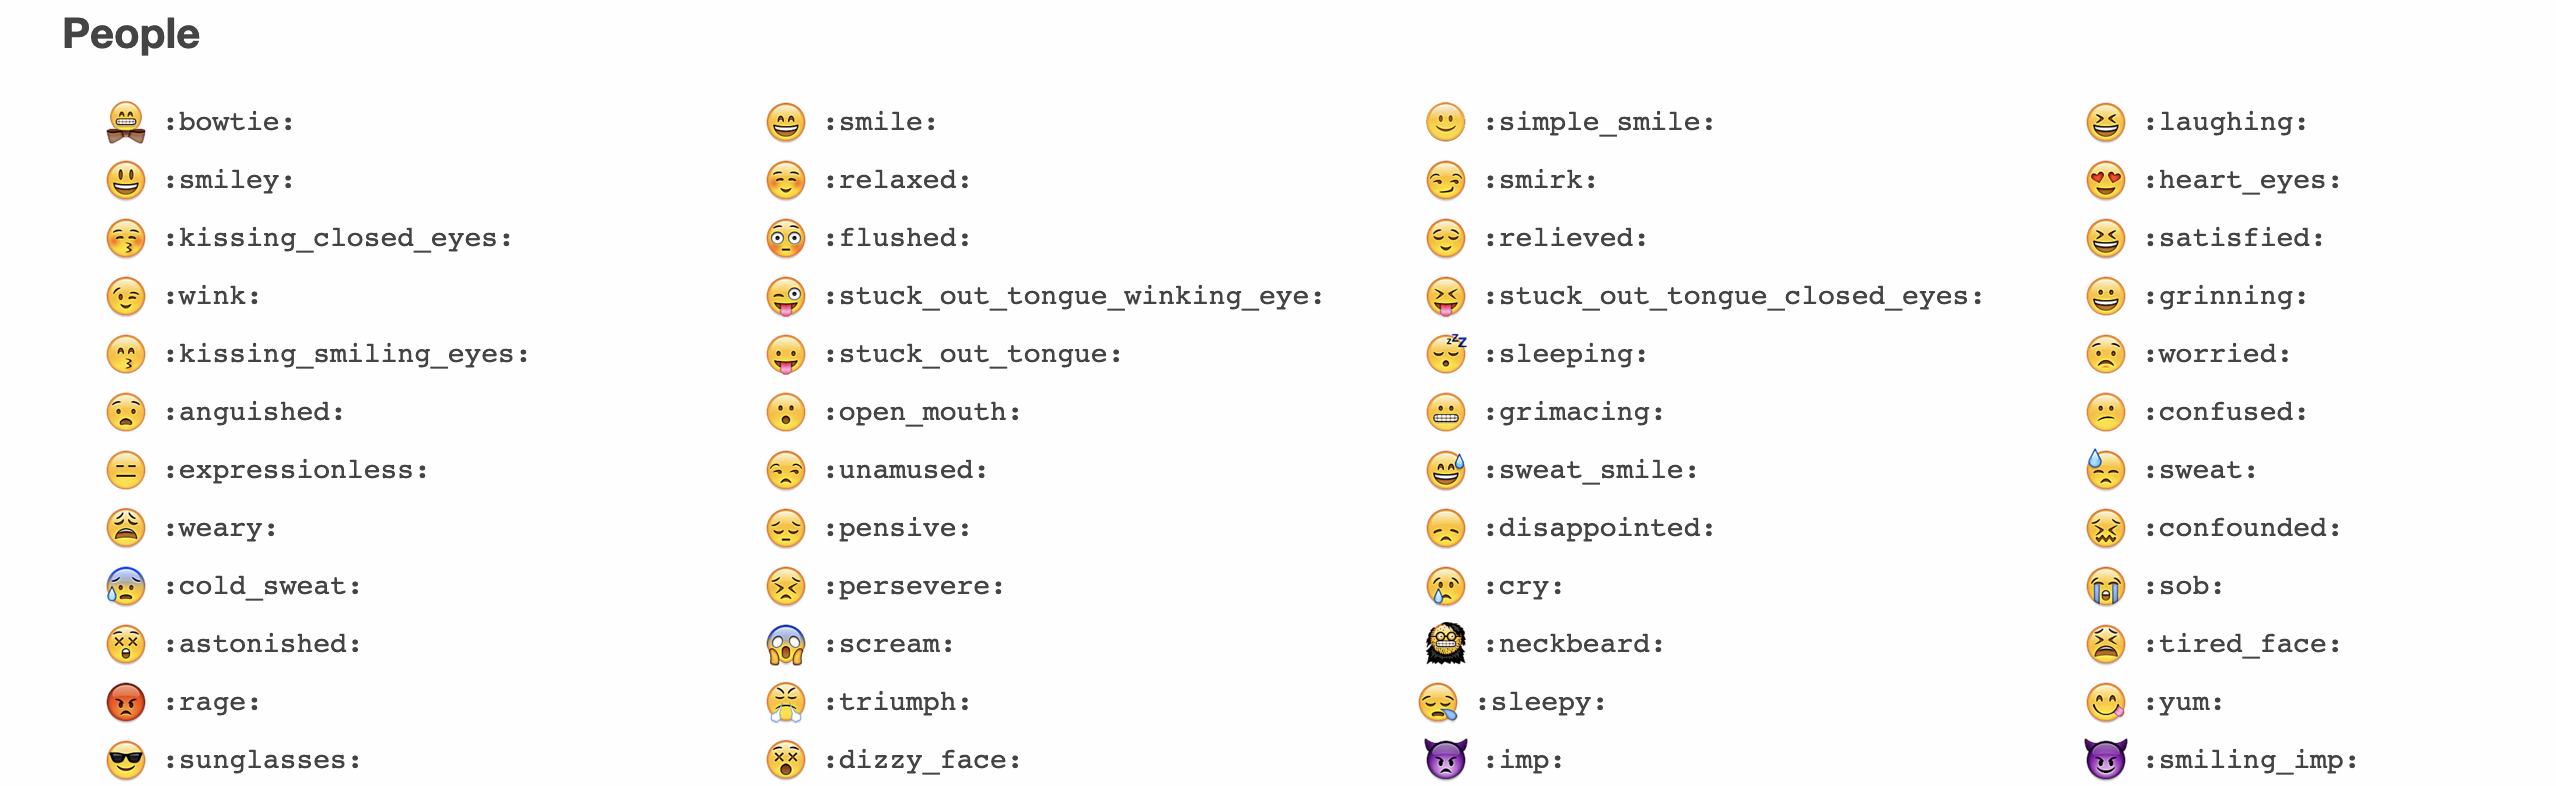 People
:bowtie: :smile: :simple_smile: :laughing:
:smiley: :relaxed: :smirk: :heart_eyes:
:kissing_closed_eyes: :flushed: :relieved: :satisfied:
:wink: :stuck_out_tongue_winking_eye: :stuck_out_tongue_closed_eyes: :grinning:
:kissing_smiling_eyes: :stuck_out_tongue: :sleeping: :worried:
:anguished: :open_mouth: :grimacing: :confused:
:expressionless: :unamused: :sweat_smile: :sweat:
:weary: :pensive: :disappointed: :confounded:
:cold_sweat: :persevere: :cry: :sob:
:astonished: :scream: :neckbeard: :tired_face:
:rage: :triumph: :sleepy: :yum:
:sunglasses: :dizzy_face: :imp: :smiling_imp: